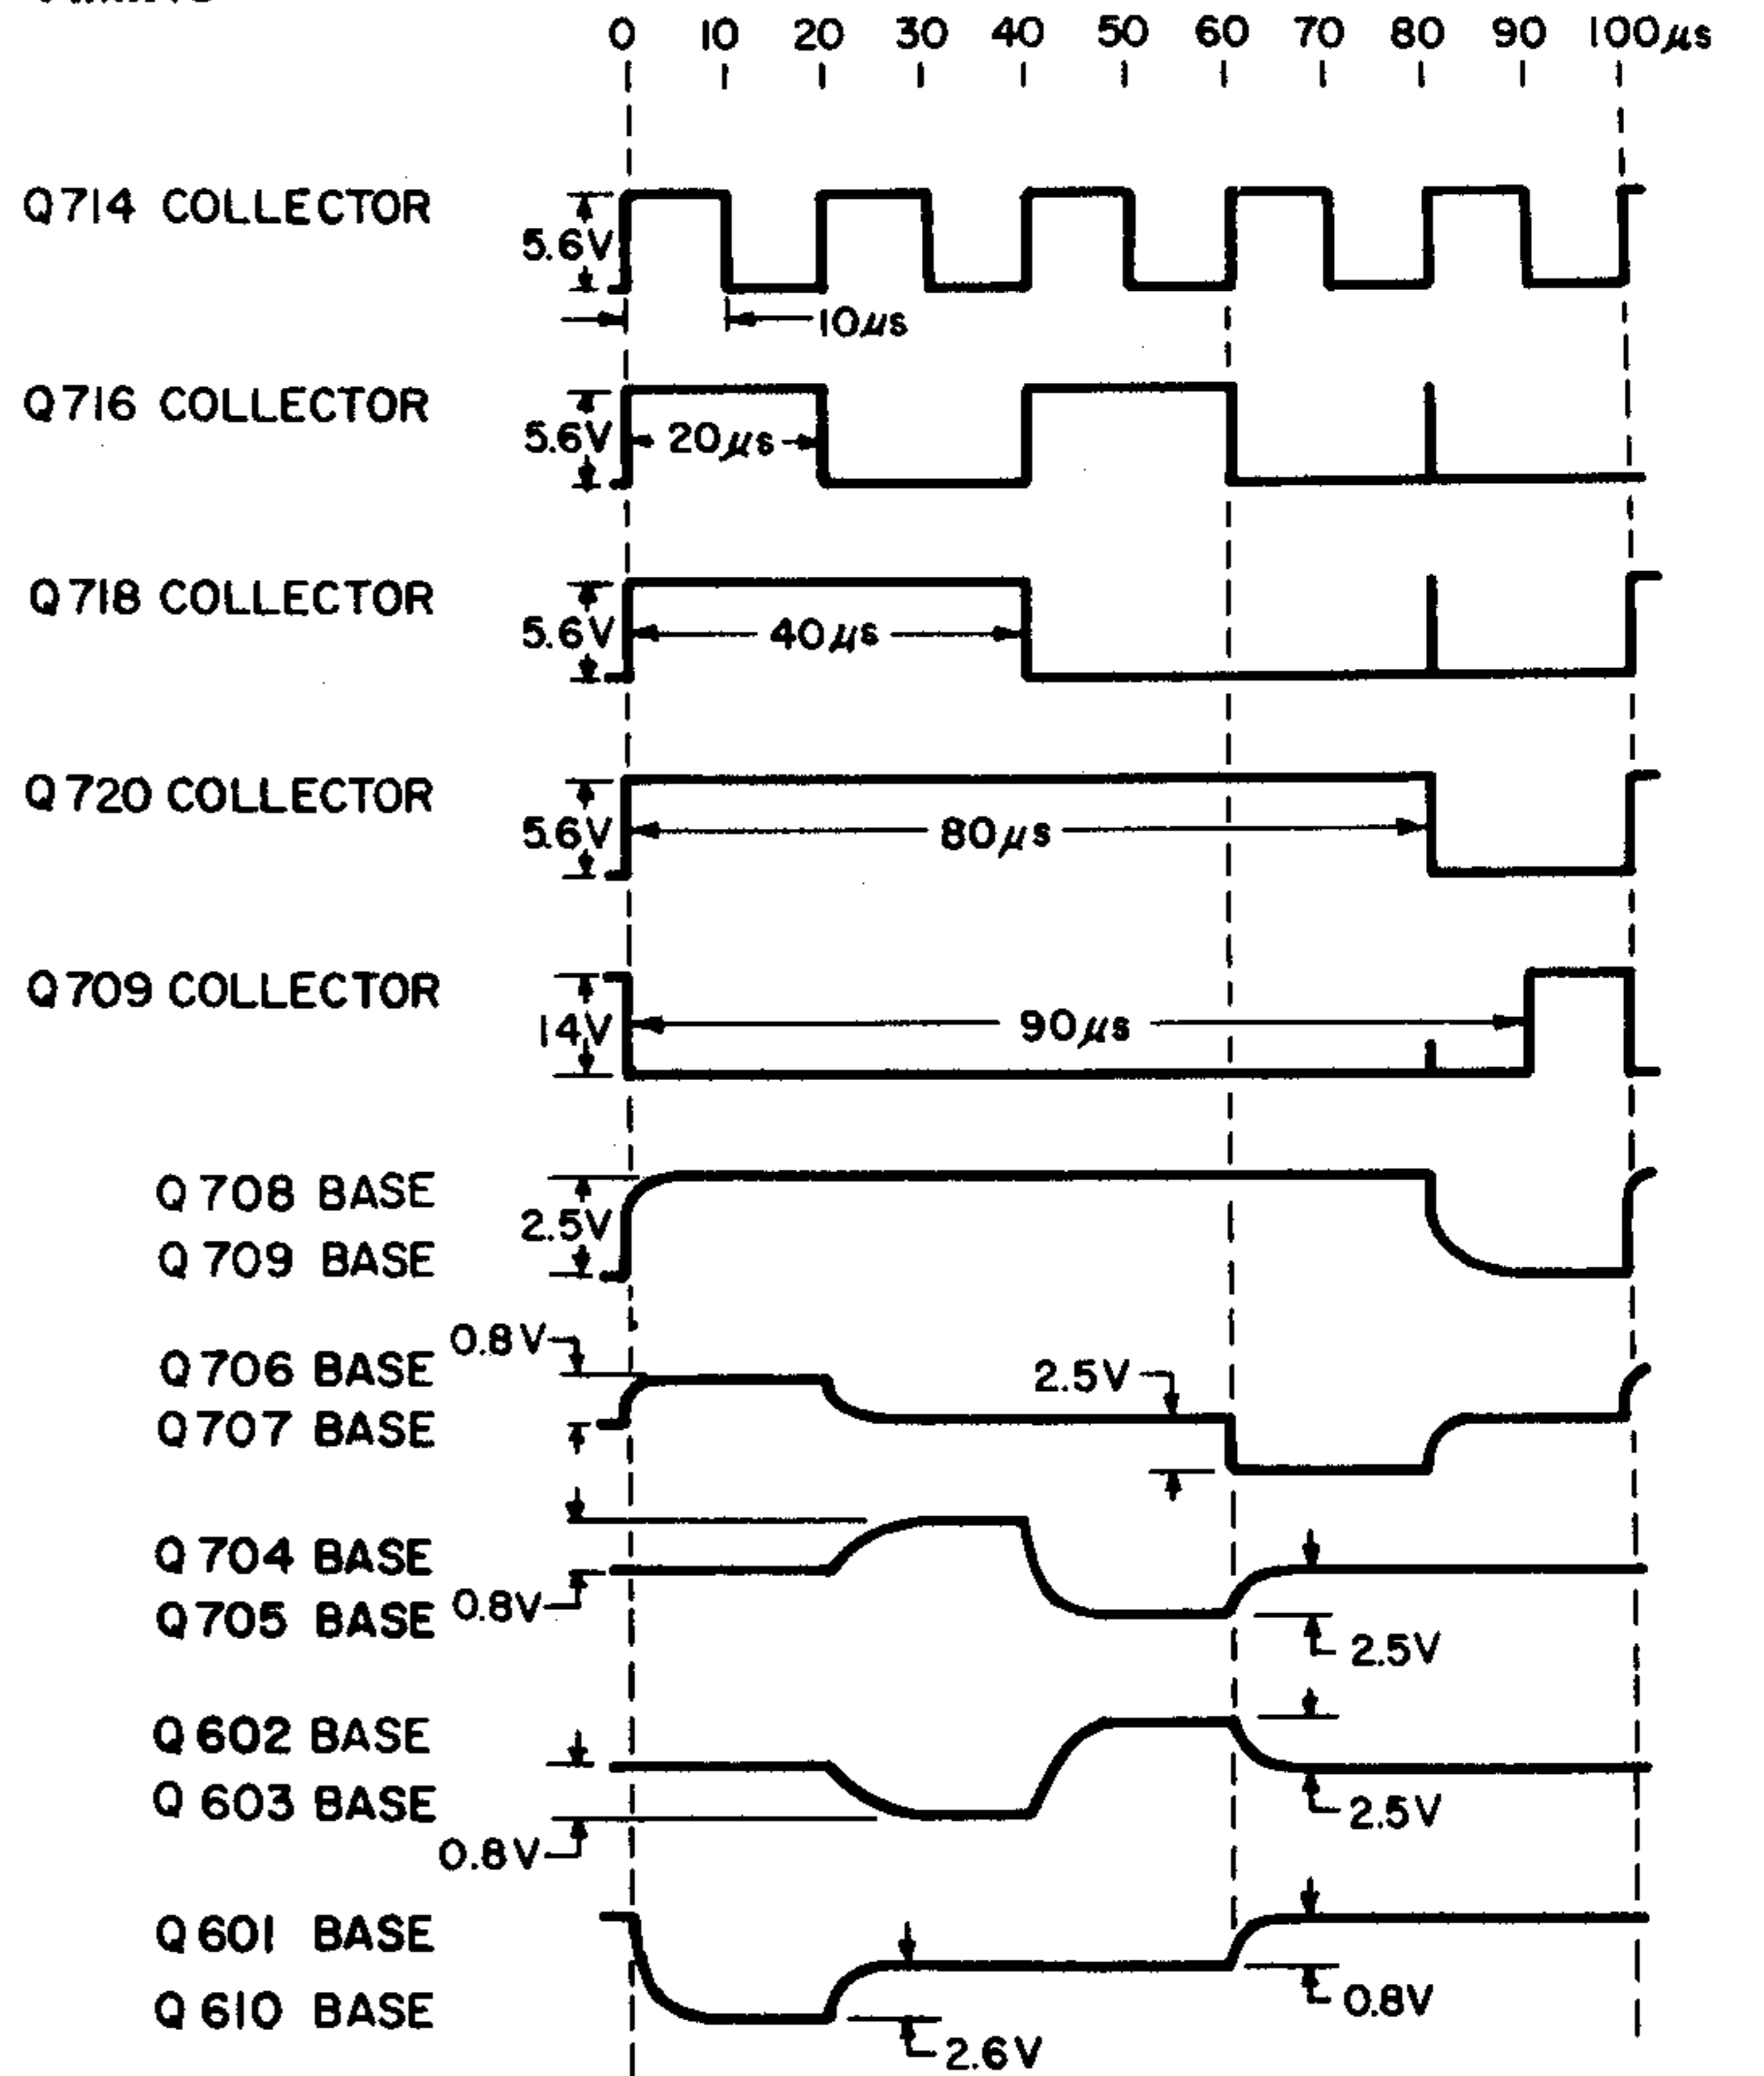 0 10 20 30 40 50 60 70 80 90 100μs
Q714 COLLECTOR
5.6V
10μs
Q716 COLLECTOR
5.6V
20μs
Q718 COLLECTOR
5.6V
40μs
Q720 COLLECTOR
5.6V
80μs
Q709 COLLECTOR
14V
90μs
Q708 BASE
2.5V
Q709 BASE
0.8V
Q706 BASE
2.5V
Q707 BASE
Q704 BASE
0.8V
Q705 BASE
2.5V
Q602 BASE
Q603 BASE
2.5V
0.8V
Q601 BASE
0.8V
Q610 BASE
2.6V